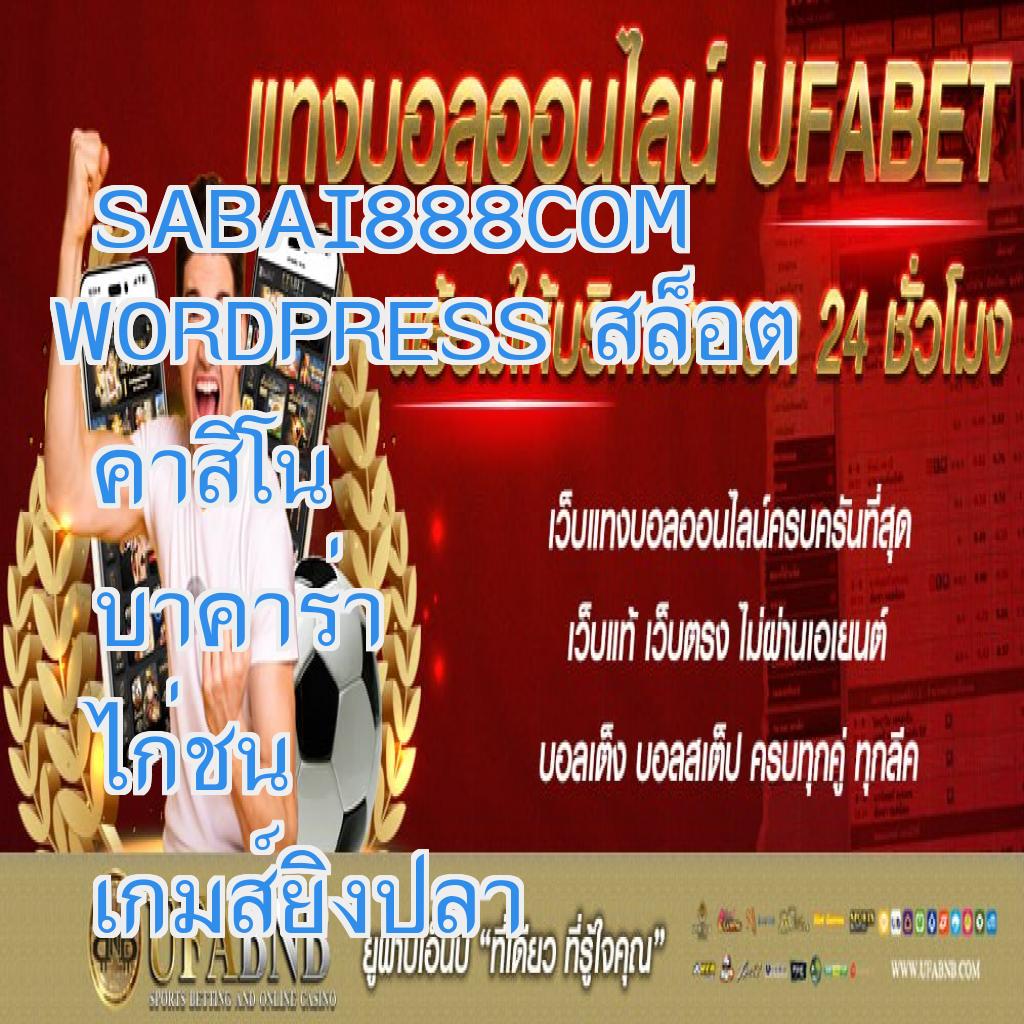 แทงบอลออนไลน์ UFABET
SABAI888COM
WORDPRESS สล็อต
24 ชั่วโมง
คาสิโน
บาคาร่า
ไก่ชน
เกมส์ยิงปลา
เว็บแทงบอลออนไลน์ครบครันที่สุด
เว็บแท้ เว็บตรง ไม่ผ่านเอเยนต์
บอลเต็ง บอลสเต็ป ครบทุกคู่ ทุกลีค
UFABNB
SPORTS BETTING AND ONLINE CASINO
ยูฟ่าบีเอ็นบี “ที่เดียว ที่รู้ใจคุณ”
WWW.UFABNB.COM